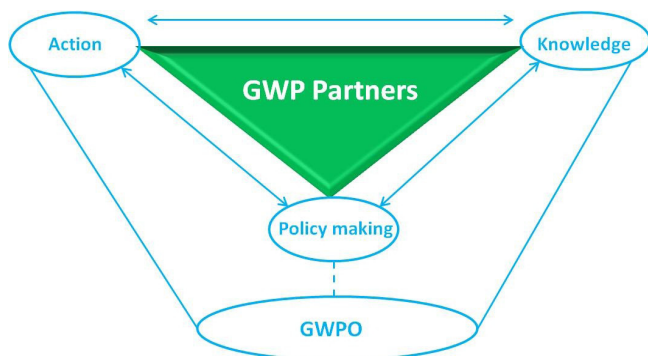 Action
Knowledge
GWP Partners
Policy making
GWPO